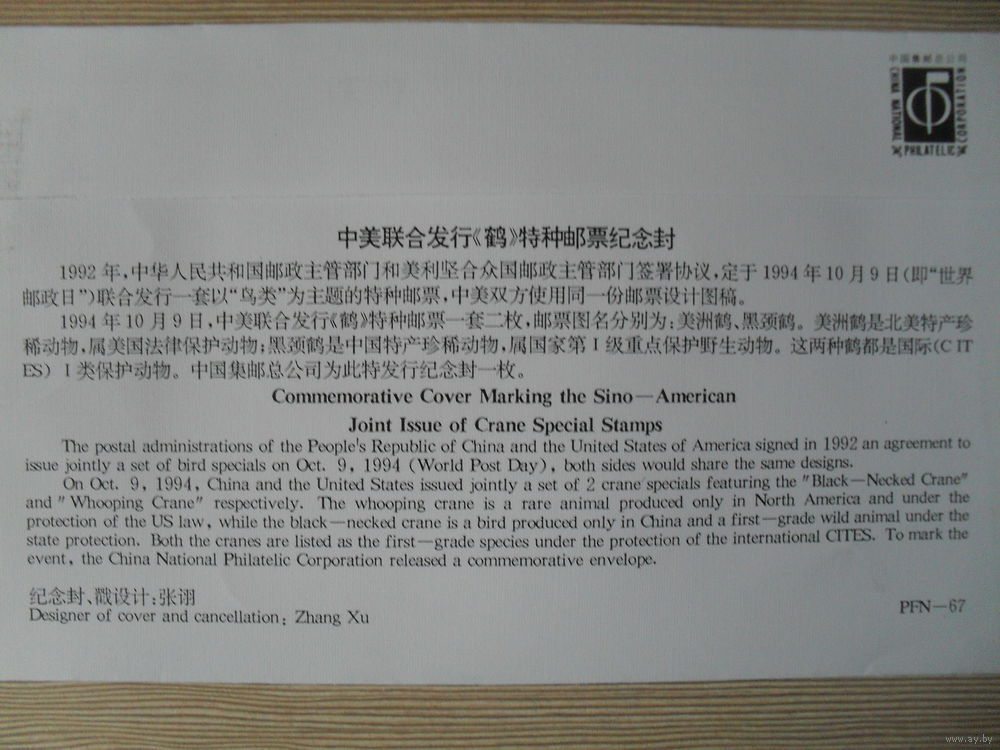 中国集邮总公司
CHINA NATIONAL PHILATELIC CORPORATION
中美联合发行《鹤》特种邮票纪念封
1992 年,中华人民共和国邮政主管部门和美利坚合众国邮政主管部门签署协议,定于 1994 年 10 月 9 日(即“世界
邮政日”)联合发行一套以“鸟类”为主题的特种邮票,中美双方使用同一份邮票设计图稿。
1994 年 10 月 9 日,中美联合发行《鹤》特种邮票一套二枚,邮票图名分别为:美洲鹤、黑颈鹤。美洲鹤是北美特产珍
稀动物,属美国法律保护动物;黑颈鹤是中国特产珍稀动物,属国家第 I 级重点保护野生动物。这两种鹤都是国际(C IT
ES) I 类保护动物。中国集邮总公司为此特发行纪念封一枚。
Commemorative Cover Marking the Sino—American
Joint Issue of Crane Special Stamps
The postal administrations of the People's Republic of China and the United States of America signed in 1992 an agreement to
issue jointly a set of bird specials on Oct. 9, 1994 (World Post Day), both sides would share the same designs.
On Oct. 9, 1994, China and the United States issued jointly a set of 2 crane specials featuring the "Black—Necked Crane"
and "Whooping Crane" respectively. The whooping crane is a rare animal produced only in North America and under the
protection of the US law, while the black—necked crane is a bird produced only in China and a first—grade wild animal under the
state protection. Both the cranes are listed as the first—grade species under the protection of the international CITES. To mark the
event, the China National Philatelic Corporation released a commemorative envelope.
纪念封、戳设计:张诩
Designer of cover and cancellation: Zhang Xu
PFN—67
www.ay.by